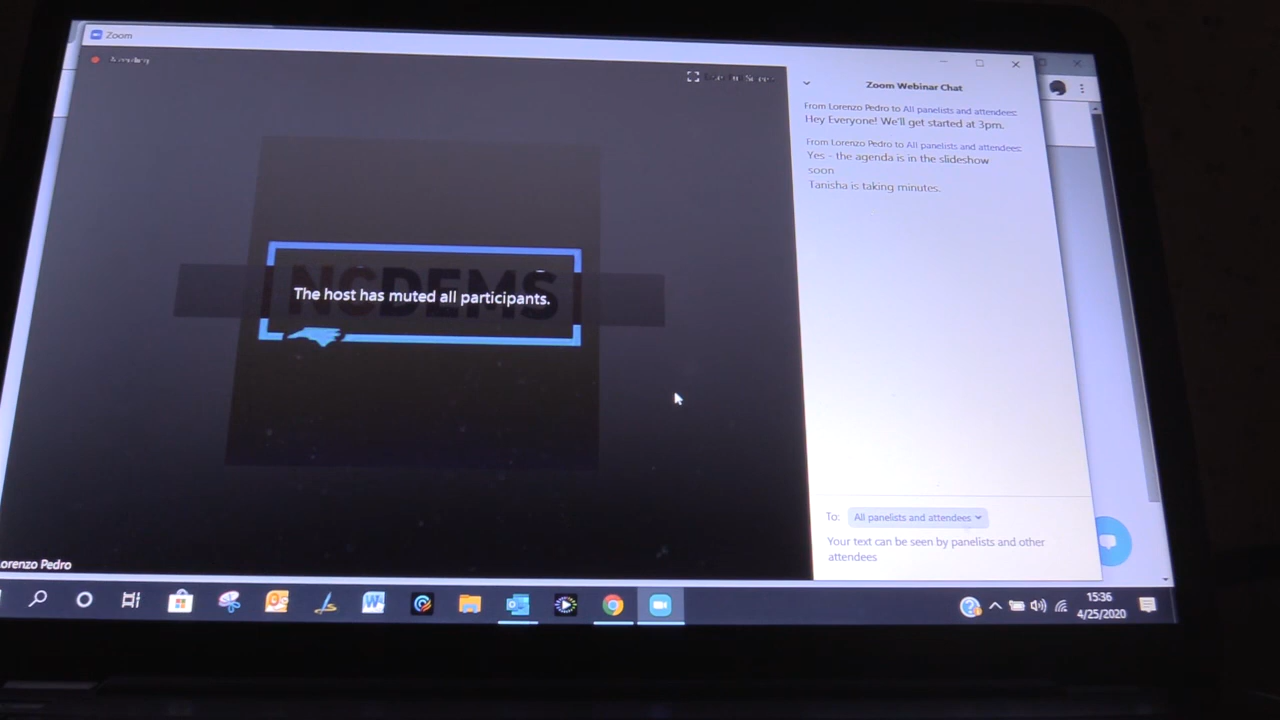 Zoom
Zoom Webinar Chat
From Lorenzo Pedro to All panelists and attendees:
Hey Everyone! We'll get started at 3pm.
From Lorenzo Pedro to All panelists and attendees:
Yes - the agenda is in the slideshow
soon
Tanisha is taking minutes.
NCDEMS
The host has muted all participants.
To: All panelists and attendees
Your text can be seen by panelists and other
attendees
orenzo Pedro
15:36
4/25/2020